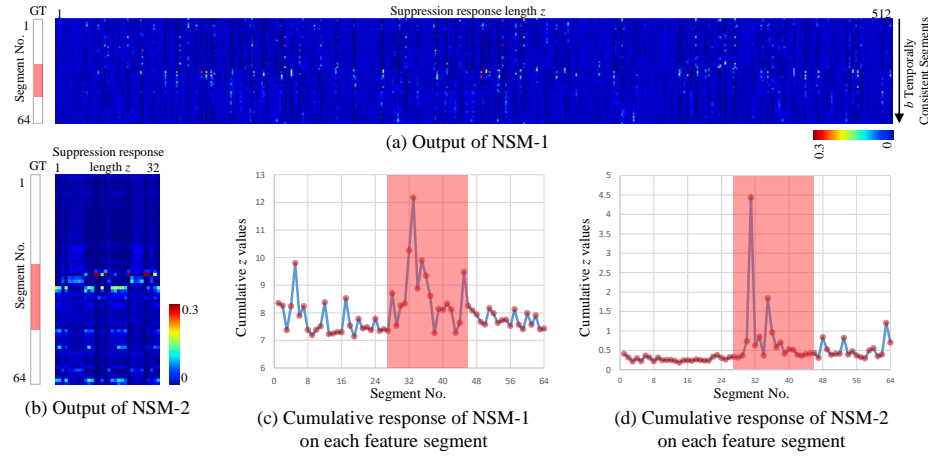 GT
1
Suppression response length z
512
1
Segment No.
64
b Temporally
Consistent Segments
(a) Output of NSM-1
0.3
0
Suppression response
GT
1
length z
32
1
Segment No.
64
0.3
0
(b) Output of NSM-2
13
12
11
10
9
8
7
6
Cumulative z values
0
8
16
24
32
40
48
56
64
Segment No.
(c) Cumulative response of NSM-1
on each feature segment
5
4.5
4
3.5
3
2.5
2
1.5
1
0.5
0
Cumulative z values
0
8
16
24
32
40
48
56
64
Segment No.
(d) Cumulative response of NSM-2
on each feature segment